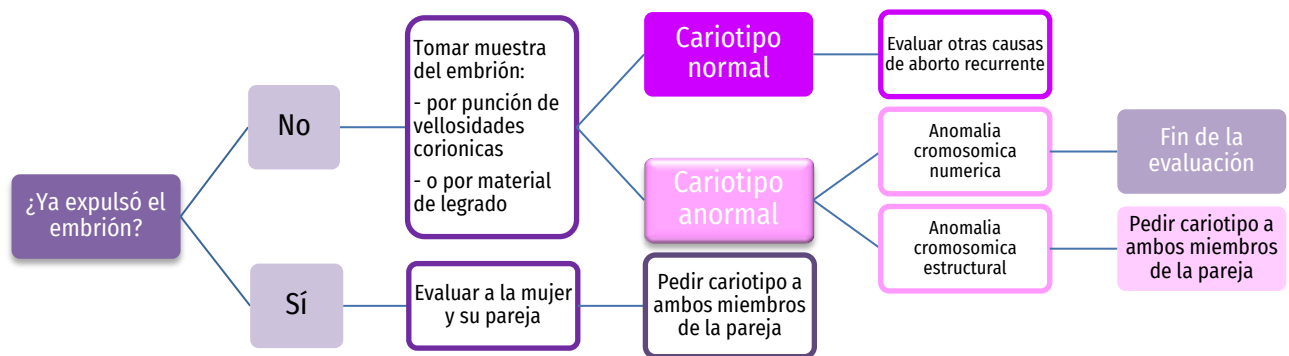 ¿Ya expulsó el
embrión?
No
Tomar muestra
del embrión:
- por punción de
vellosidades
corionicas
- o por material
de legrado
Cariotipo
normal
Evaluar otras causas
de aborto recurrente
Cariotipo
anormal
Anomalia
cromosomica
numerica
Fin de la
evaluación
Anomalia
cromosomica
estructural
Pedir cariotipo a
ambos miembros
de la pareja
Sí
Evaluar a la mujer
y su pareja
Pedir cariotipo a
ambos miembros
de la pareja